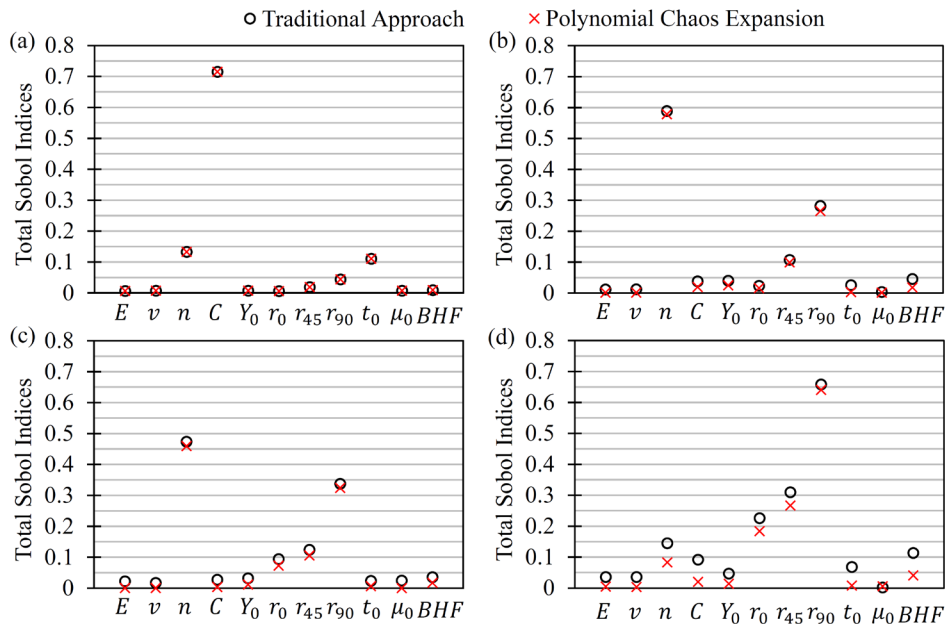 Traditional Approach
Polynomial Chaos Expansion
(a)
Total Sobol Indices
0.8
0.7
0.6
0.5
0.4
0.3
0.2
0.1
0
E ν n C Y₀ r₀ r₄₅ r₉₀ t₀ μ₀ BHF
(b)
Total Sobol Indices
0.8
0.7
0.6
0.5
0.4
0.3
0.2
0.1
0
E ν n C Y₀ r₀ r₄₅ r₉₀ t₀ μ₀ BHF
(c)
Total Sobol Indices
0.8
0.7
0.6
0.5
0.4
0.3
0.2
0.1
0
E ν n C Y₀ r₀ r₄₅ r₉₀ t₀ μ₀ BHF
(d)
Total Sobol Indices
0.8
0.7
0.6
0.5
0.4
0.3
0.2
0.1
0
E ν n C Y₀ r₀ r₄₅ r₉₀ t₀ μ₀ BHF